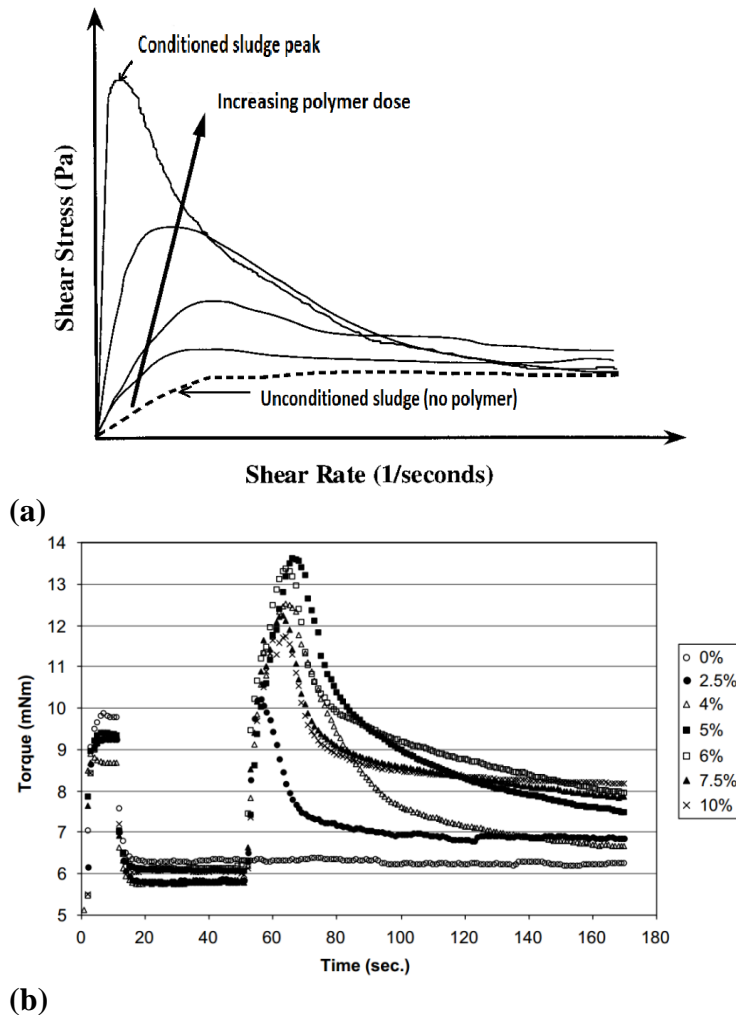 Conditioned sludge peak
Increasing polymer dose
Shear Stress (Pa)
Unconditioned sludge (no polymer)
Shear Rate (1/seconds)
(a)
14
13
12
11
10
9
8
7
6
5
Torque (mNm)
0 20 40 60 80 100 120 140 160 180
Time (sec.)
0%
2.5%
4%
5%
6%
7.5%
10%
(b)